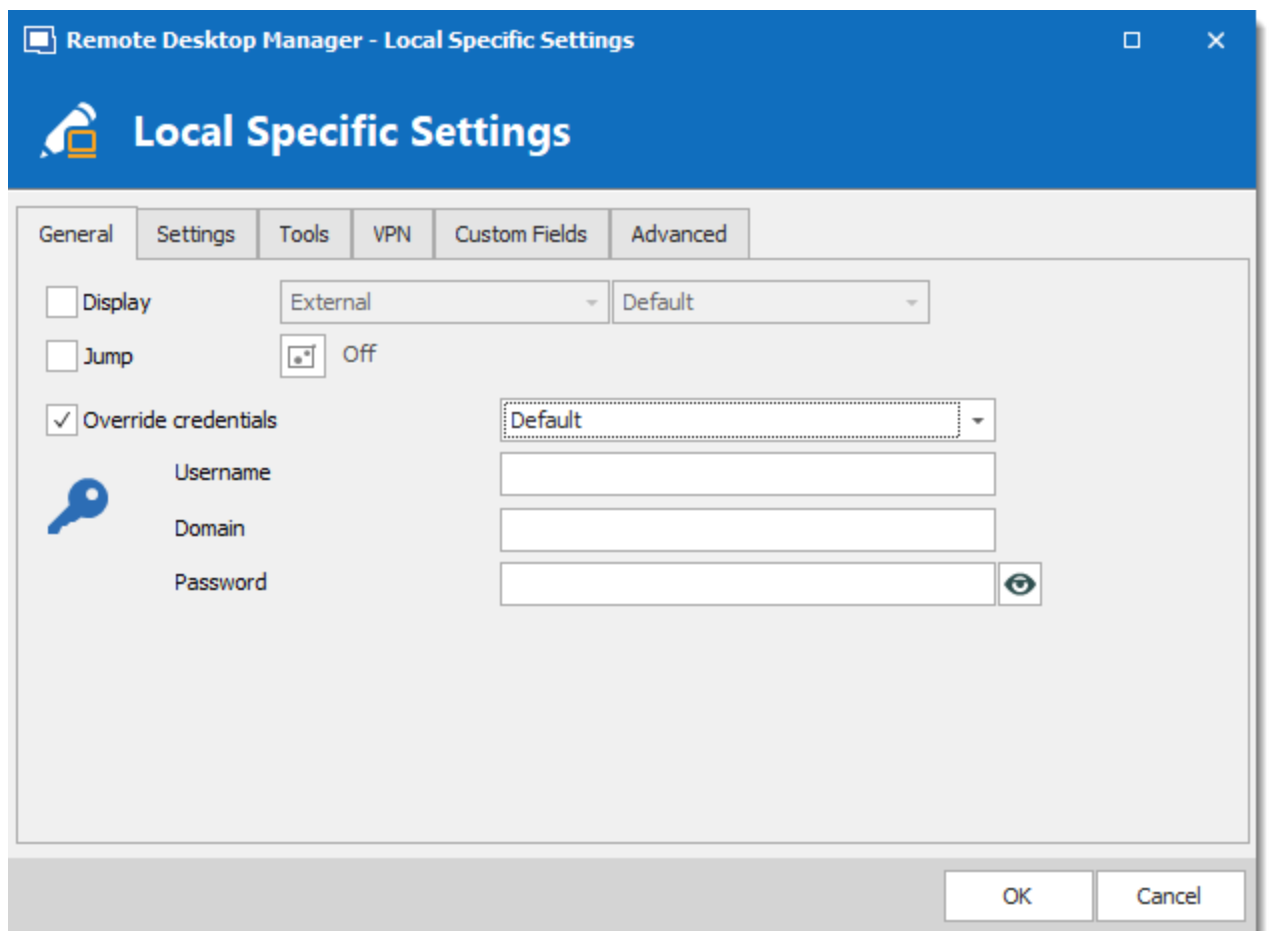 Remote Desktop Manager - Local Specific Settings
Local Specific Settings
General Settings Tools VPN Custom Fields Advanced
Display External Default
Jump Off
Override credentials Default
Username
Domain
Password
OK Cancel